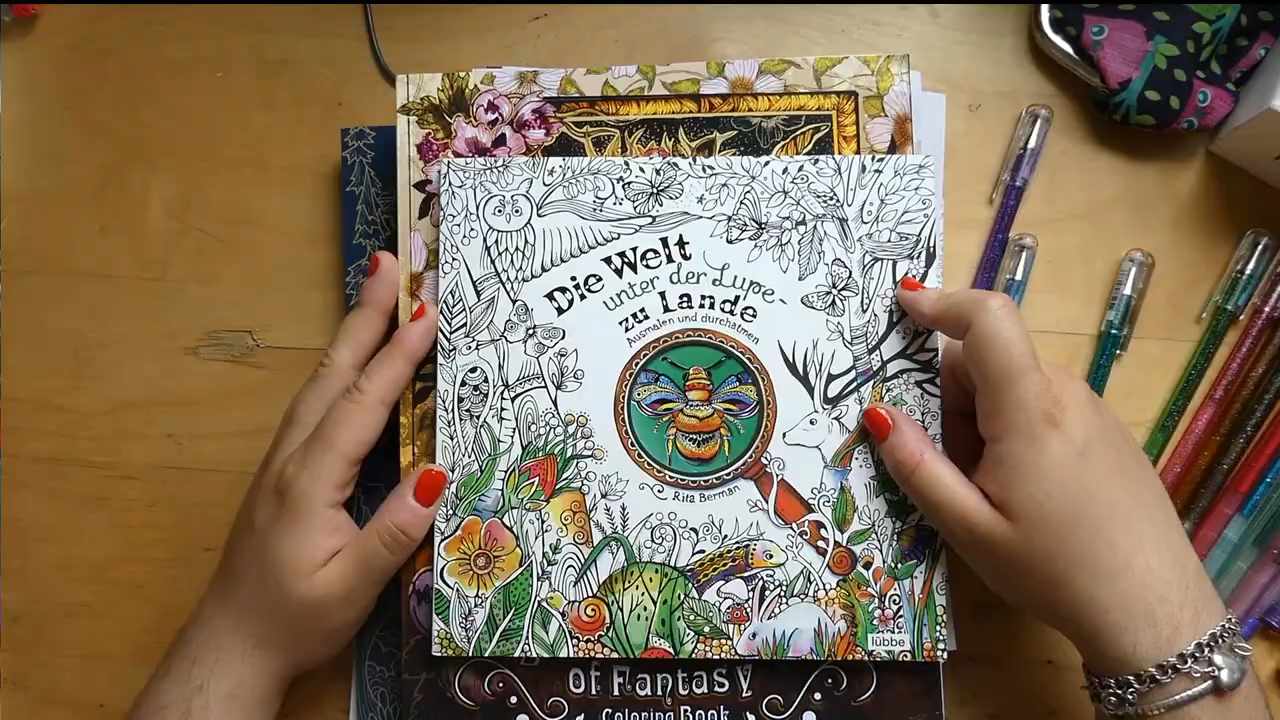 Die Welt
unter der Lupe-
zu Lande
Ausmalen und durchatmen
Rita Berman
lübbe
of Fantasy
Coloring Book